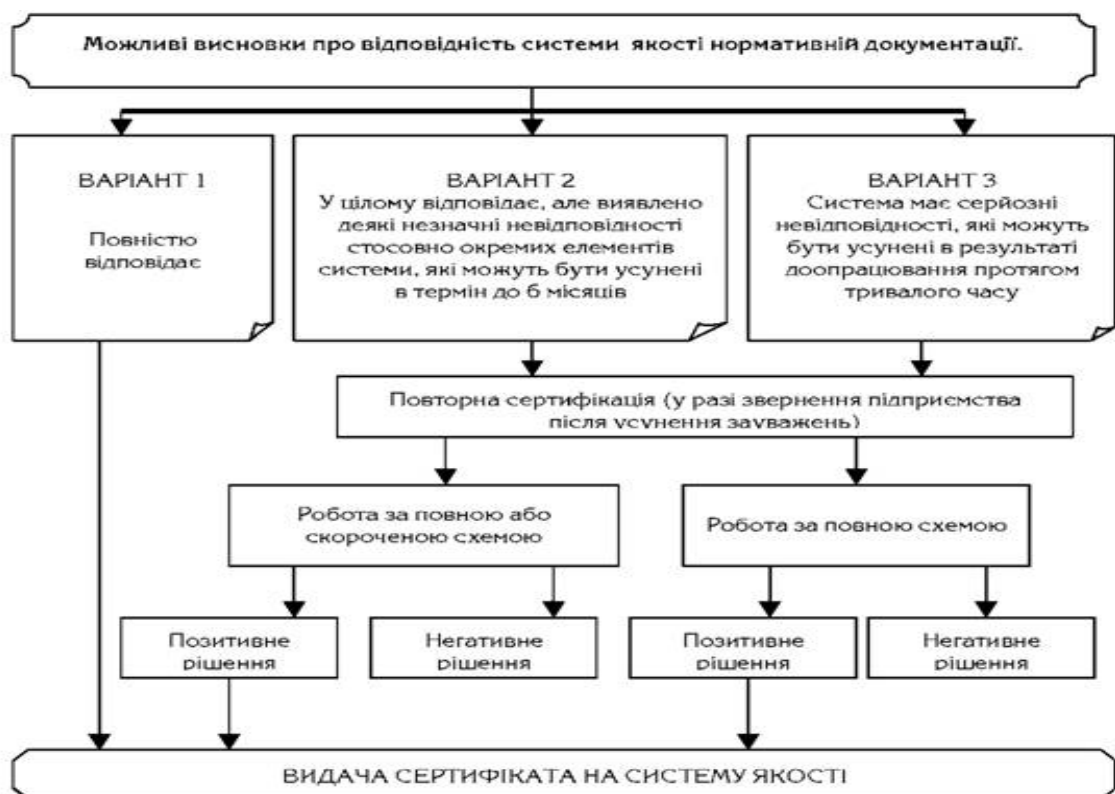 Можливі висновки про відповідність системи якості нормативній документації.
ВАРІАНТ 1
Повністю
відповідає
ВАРІАНТ 2
У цілому відповідає, але виявлено
деякі незначні невідповідності
стосовно окремих елементів
системи, які можуть бути усунені
в термін до 6 місяців
ВАРІАНТ 3
Система має серйозні
невідповідності, які можуть
бути усунені в результаті
доопрацювання протягом
тривалого часу
Повторна сертифікація (у разі звернення підприємства
після усунення зауважень)
Робота за повною або
скороченою схемою
Робота за повною схемою
Позитивне
рішення
Негативне
рішення
Позитивне
рішення
Негативне
рішення
ВИДАЧА СЕРТИФІКАТА НА СИСТЕМУ ЯКОСТІ